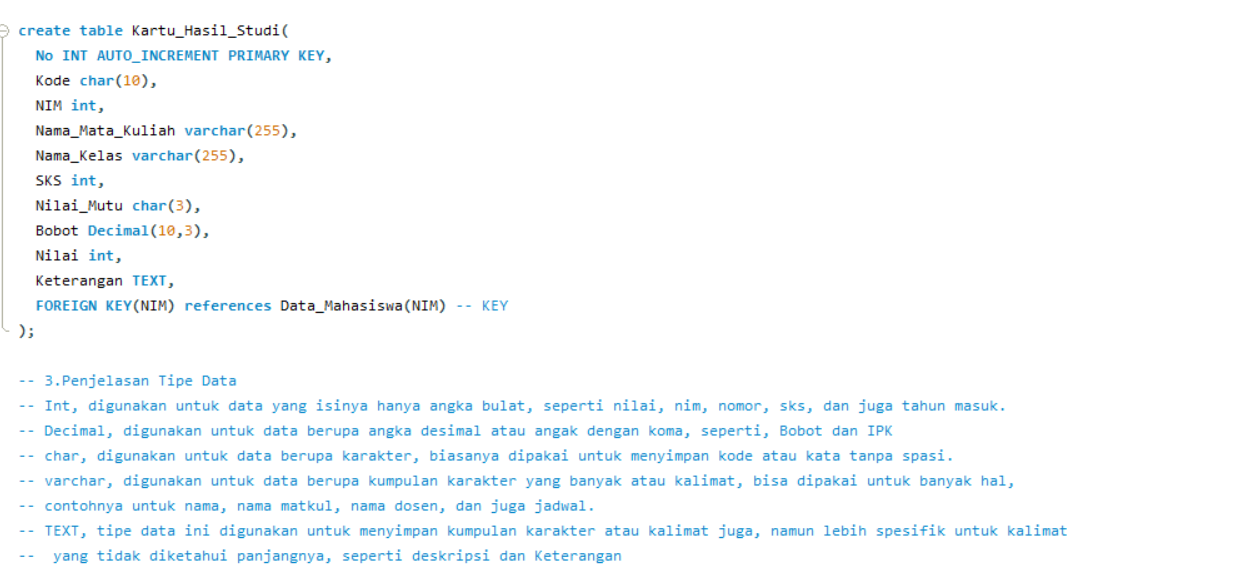 create table Kartu_Hasil_Studi(
No INT AUTO_INCREMENT PRIMARY KEY,
Kode char(10),
NIM int,
Nama_Mata_Kuliah varchar(255),
Nama_Kelas varchar(255),
SKS int,
Nilai_Mutu char(3),
Bobot Decimal(10,3),
Nilai int,
Keterangan TEXT,
FOREIGN KEY(NIM) references Data_Mahasiswa(NIM) -- KEY
);
-- 3.Penjelasan Tipe Data
-- Int, digunakan untuk data yang isinya hanya angka bulat, seperti nilai, nim, nomor, sks, dan juga tahun masuk.
-- Decimal, digunakan untuk data berupa angka desimal atau angak dengan koma, seperti, Bobot dan IPK
-- char, digunakan untuk data berupa karakter, biasanya dipakai untuk menyimpan kode atau kata tanpa spasi.
-- varchar, digunakan untuk data berupa kumpulan karakter yang banyak atau kalimat, bisa dipakai untuk banyak hal,
-- contohnya untuk nama, nama matkul, nama dosen, dan juga jadwal.
-- TEXT, tipe data ini digunakan untuk menyimpan kumpulan karakter atau kalimat juga, namun lebih spesifik untuk kalimat
--  yang tidak diketahui panjangnya, seperti deskripsi dan Keterangan